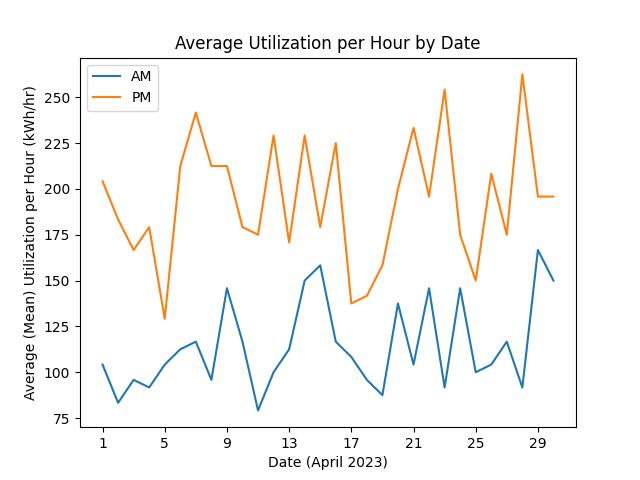 Average Utilization per Hour by Date
AM
PM
Average (Mean) Utilization per Hour (kWh/hr)
250
225
200
175
150
125
100
75
1 5 9 13 17 21 25 29
Date (April 2023)